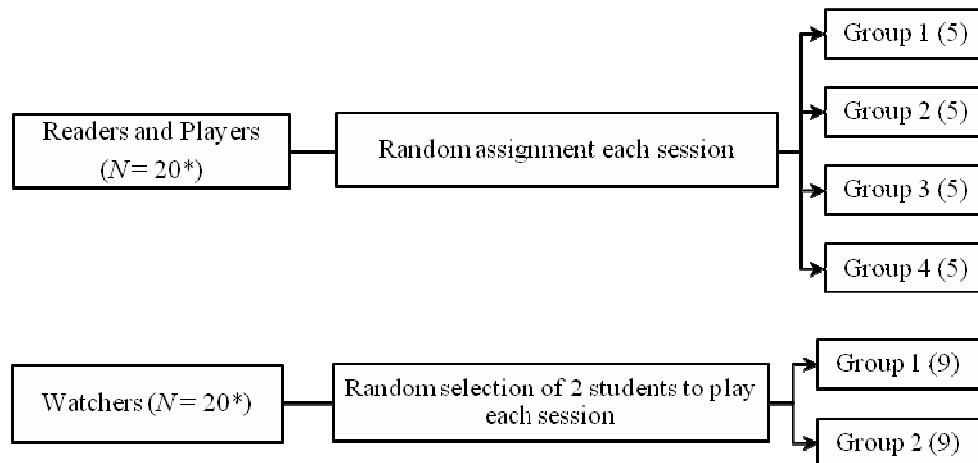 Readers and Players
(N = 20*)
Random assignment each session
Group 1 (5)
Group 2 (5)
Group 3 (5)
Group 4 (5)
Watchers (N = 20*)
Random selection of 2 students to play
each session
Group 1 (9)
Group 2 (9)